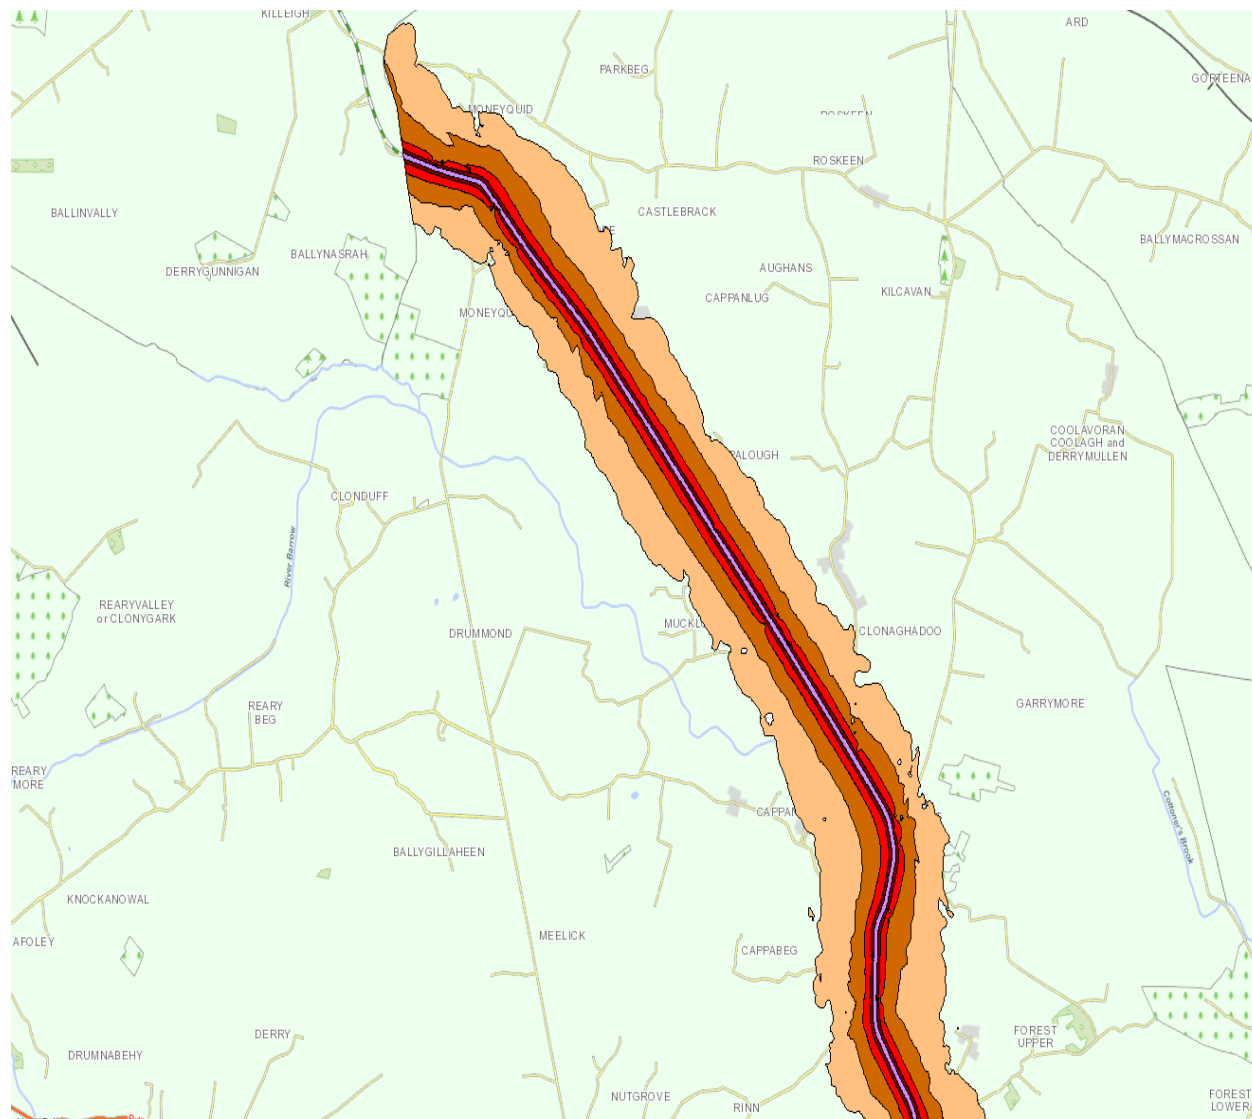 KILLEIGH
ARD
PARKBEG
GORTEENA
MONEYQUID
ROSKEEN
ROSKEEN
BALLINVALLY
CASTLEBRACK
BALLYMACROSSAN
BALLYNASRAH
DERRYGUNNIGAN
AUGHANS
CAPPANLUG
KILCAVAN
MONEYQU
COOLAVORAN
COOLAGH and
DERRYMULLEN
PALOUGH
CLONDUFF
River Barrow
REARYVALLEY
or CLONYGARK
DRUMMOND
MUCKL
CLONAGHADOO
REARY
BEG
GARRYMORE
REARY
MORE
CAPPAN
Cottoner's Brook
BALLYGILLAHEEN
KNOCKANOWAL
AFOLEY
MEELICK
CAPPABEG
DERRY
DRUMNABEHY
FOREST
UPPER
NUTGROVE
RINN
FOREST
LOWER